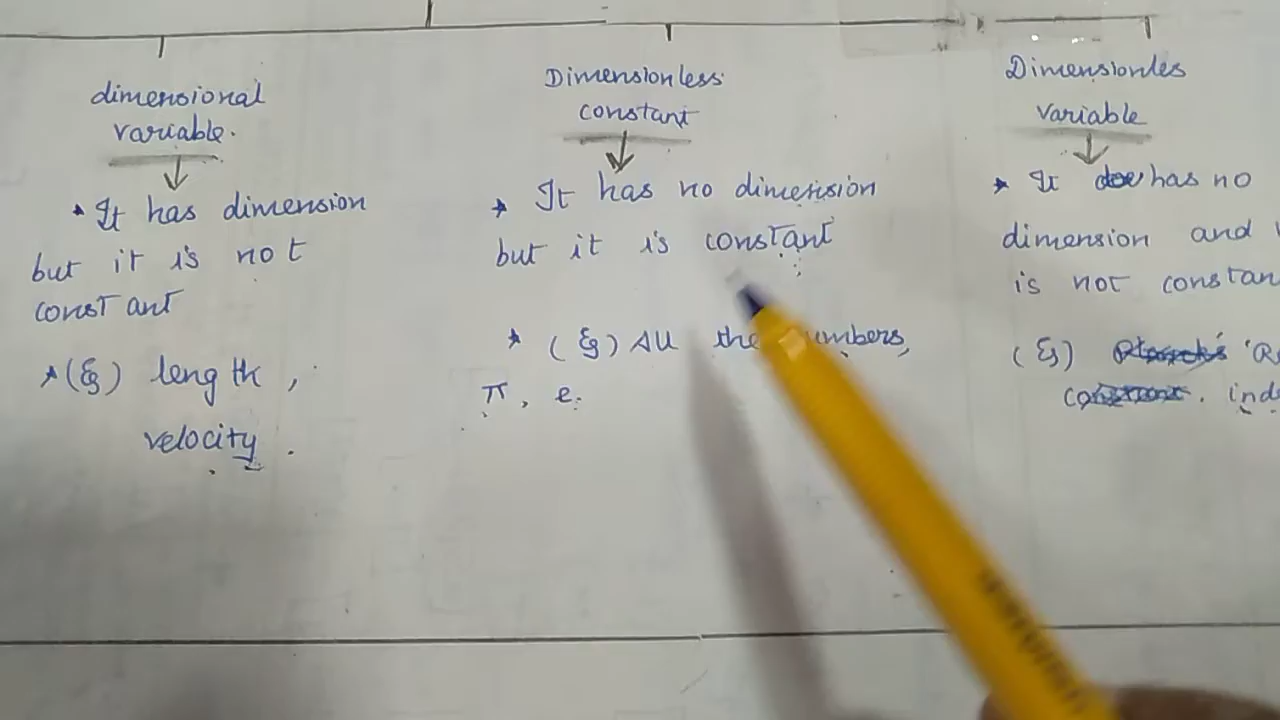 dimensional
variable.
* It has dimension
but it is not
constant
* (Eg) length,
velocity.
Dimensionless
constant
* It has no dimension
but it is constant
* (Eg) All the numbers,
π, e.
Dimensionles
variable
* It has no
dimension and
is not constan
(Eg)